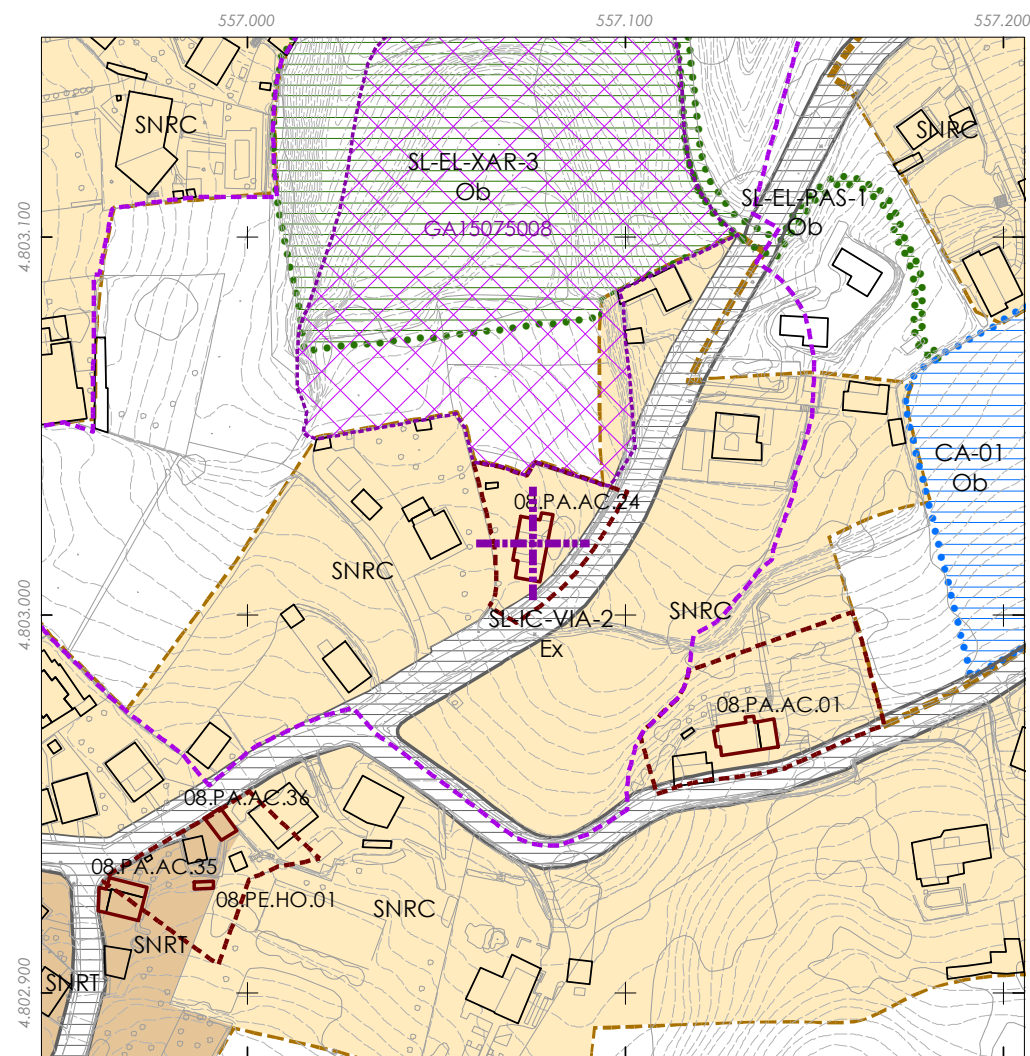 557.000
557.100
557.200
SNRC
SNRC
SL-EL-XAR-3
Ob
SL-EL-PAS-1
Ob
GA15075008
4.803.100
CA-01
Ob
08.PA.AC.24
SNRC
SNRC
4.803.000
SL-IC-VIA-2
Ex
08.PA.AC.01
08.PA.AC.36
08.PA.AC.35
08.PE.HO.01
SNRC
SNRT
SNRT
4.802.900